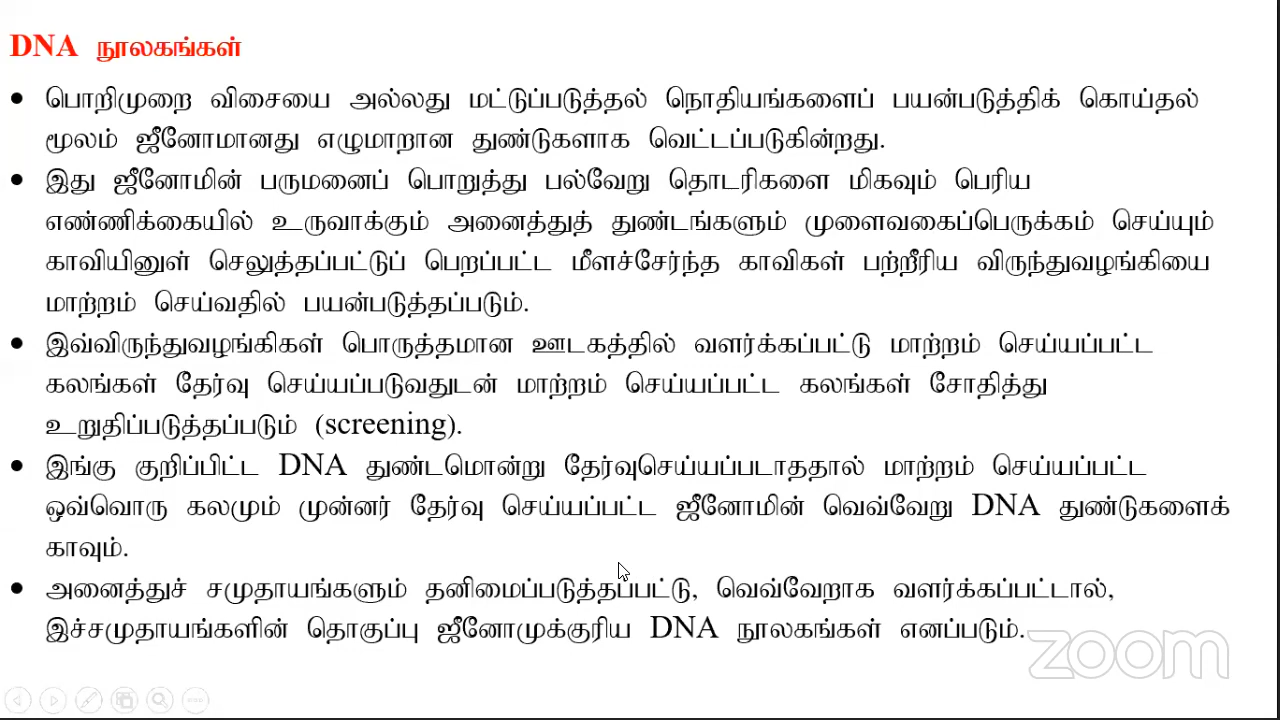 DNA நூலகங்கள்
• பொறிமுறை விசையை அல்லது மட்டுப்படுத்தல் நொதியங்களைப் பயன்படுத்திக் கொய்தல்
மூலம் ஜீனோமானது எழுமாறான துண்டுகளாக வெட்டப்படுகின்றது.
• இது ஜீனோமின் பருமனைப் பொறுத்து பல்வேறு தொடரிகளை மிகவும் பெரிய
எண்ணிக்கையில் உருவாக்கும் அனைத்துத் துண்டங்களும் முளைவகைப்பெருக்கம் செய்யும்
காவியினுள் செலுத்தப்பட்டுப் பெறப்பட்ட மீளச்சேர்ந்த காவிகள் பற்றீரிய விருந்துவழங்கியை
மாற்றம் செய்வதில் பயன்படுத்தப்படும்.
• இவ்விருந்துவழங்கிகள் பொருத்தமான ஊடகத்தில் வளர்க்கப்பட்டு மாற்றம் செய்யப்பட்ட
கலங்கள் தேர்வு செய்யப்படுவதுடன் மாற்றம் செய்யப்பட்ட கலங்கள் சோதித்து
உறுதிப்படுத்தப்படும் (screening).
• இங்கு குறிப்பிட்ட DNA துண்டமொன்று தேர்வுசெய்யப்படாததால் மாற்றம் செய்யப்பட்ட
ஒவ்வொரு கலமும் முன்னர் தேர்வு செய்யப்பட்ட ஜீனோமின் வெவ்வேறு DNA துண்டுகளைக்
காவும்.
• அனைத்துச் சமுதாயங்களும் தனிமைப்படுத்தப்பட்டு, வெவ்வேறாக வளர்க்கப்பட்டால்,
இச்சமுதாயங்களின் தொகுப்பு ஜீனோமுக்குரிய DNA நூலகங்கள் எனப்படும்.
zoom